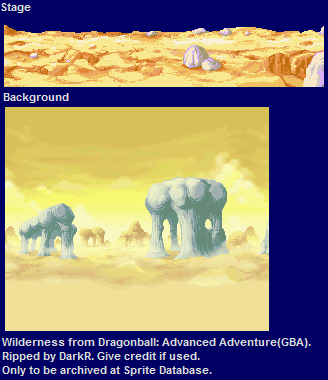 Stage
Background
Wilderness from Dragonball: Advanced Adventure(GBA).
Ripped by DarkR. Give credit if used.
Only to be archived at Sprite Database.